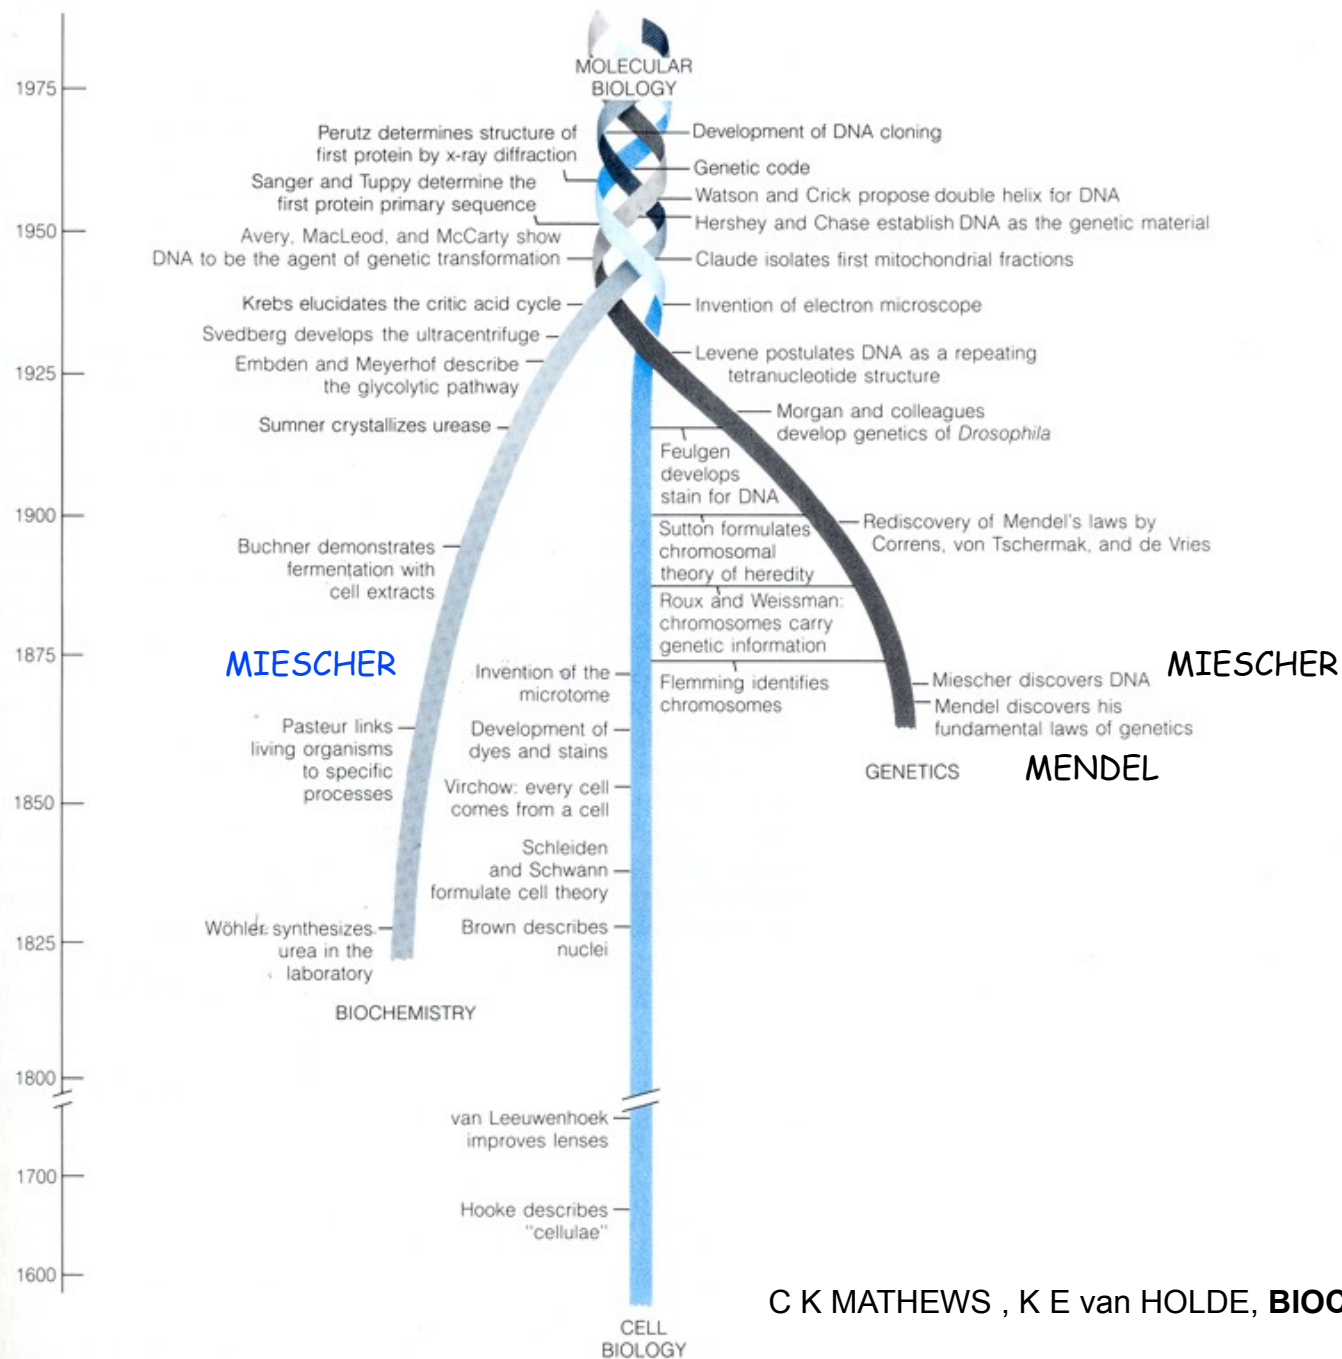 MOLECULAR
BIOLOGY
1975
Perutz determines structure of
first protein by x-ray diffraction
Development of DNA cloning
Genetic code
Sanger and Tuppy determine the
first protein primary sequence
Watson and Crick propose double helix for DNA
Hershey and Chase establish DNA as the genetic material
1950
Avery, MacLeod, and McCarty show
DNA to be the agent of genetic transformation
Claude isolates first mitochondrial fractions
Krebs elucidates the critic acid cycle
Invention of electron microscope
Svedberg develops the ultracentrifuge
Embden and Meyerhof describe
the glycolytic pathway
Levene postulates DNA as a repeating
tetranucleotide structure
1925
Sumner crystallizes urease
Morgan and colleagues
develop genetics of Drosophila
Feulgen
develops
stain for DNA
1900
Sutton formulates
chromosomal
theory of heredity
Rediscovery of Mendel's laws by
Correns, von Tschermak, and de Vries
Buchner demonstrates
fermentation with
cell extracts
Roux and Weissman:
chromosomes carry
genetic information
1875
MIESCHER
Invention of the
microtome
Flemming identifies
chromosomes
Miescher discovers DNA
MIESCHER
Mendel discovers his
fundamental laws of genetics
Pasteur links
living organisms
to specific
processes
Development of
dyes and stains
GENETICS
MENDEL
Virchow: every cell
comes from a cell
1850
Schleiden
and Schwann
formulate cell theory
Wöhler synthesizes
urea in the
laboratory
Brown describes
nuclei
1825
BIOCHEMISTRY
1800
van Leeuwenhoek
improves lenses
1700
Hooke describes
"cellulae"
1600
CELL
BIOLOGY
C K MATHEWS , K E van HOLDE, BIOC